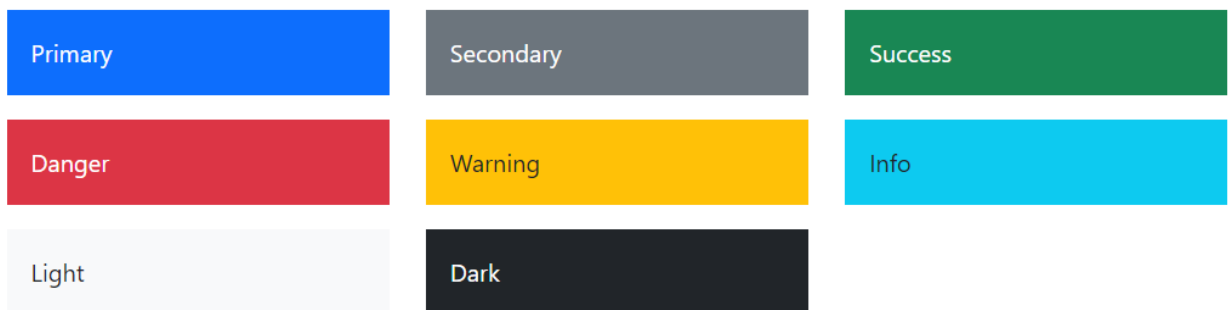 Primary
Secondary
Success
Danger
Warning
Info
Light
Dark